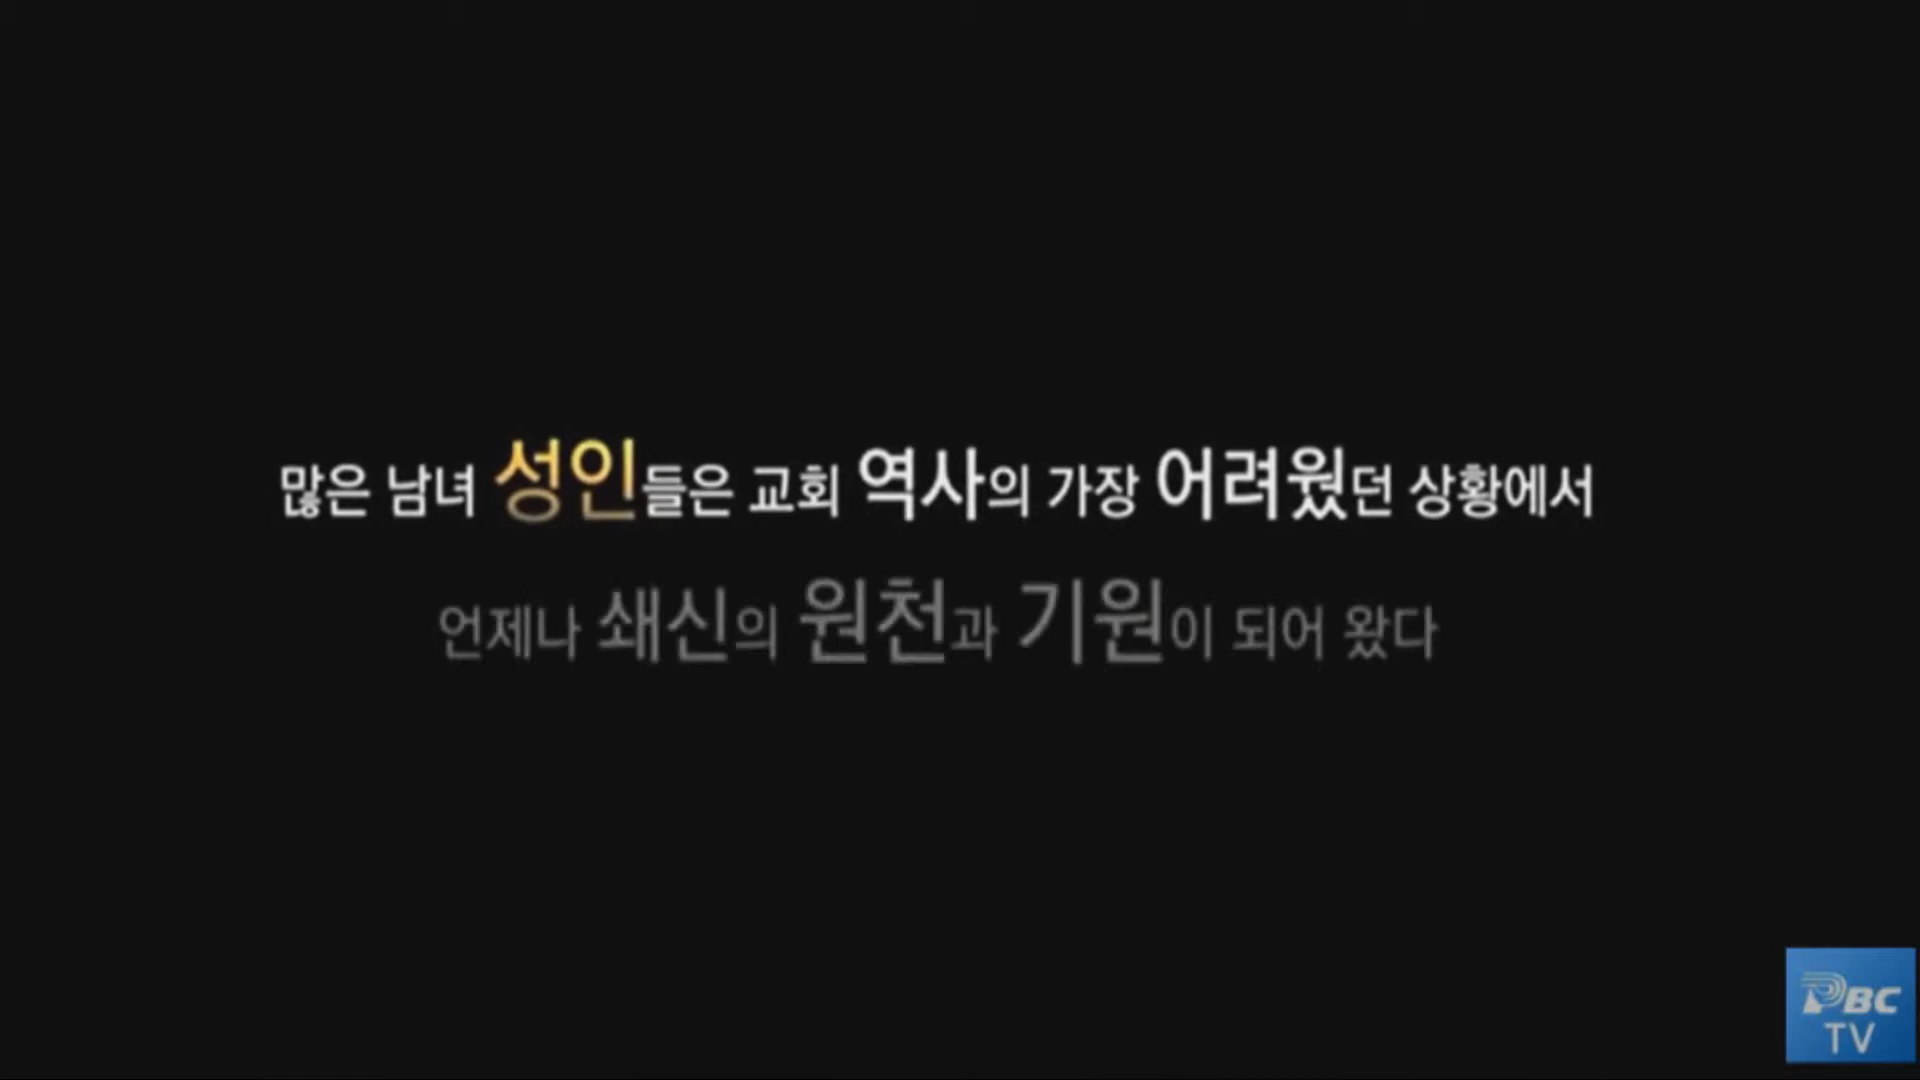 많은 남녀 성인들은 교회 역사의 가장 어려웠던 상황에서
언제나 쇄신의 원천과 기원이 되어 왔다
PBC
TV